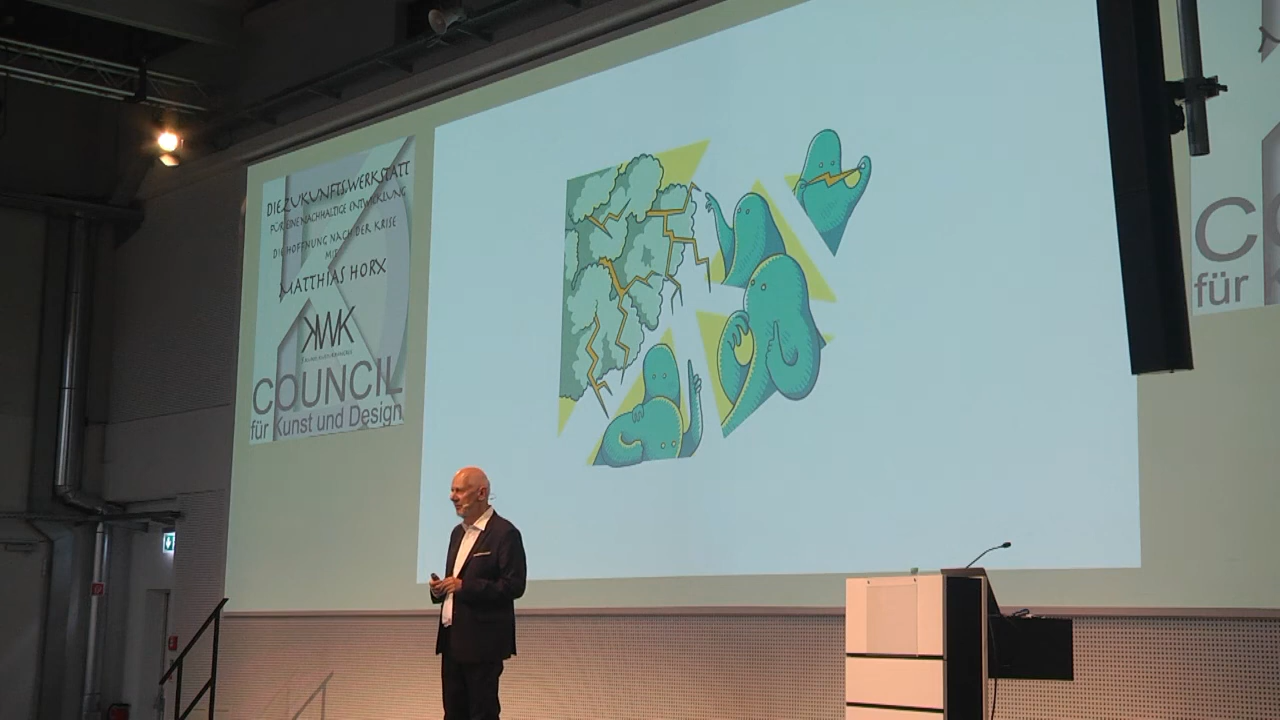 DIE ZUKUNFTSWERKSTATT
FÜR EINE NACHHALTIGE ENTWICKLUNG
DIE HOFFNUNG NACH DER KRISE
MIT
MATTHIAS HORX
KWK
COUNCIL
für Kunst und Design
C
für